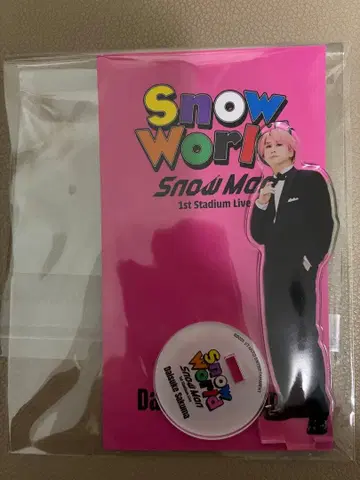 Snow
World
Snow Man
1st Stadium Live
Snow
World
Snow Man
Daisuke Sakuma
Da